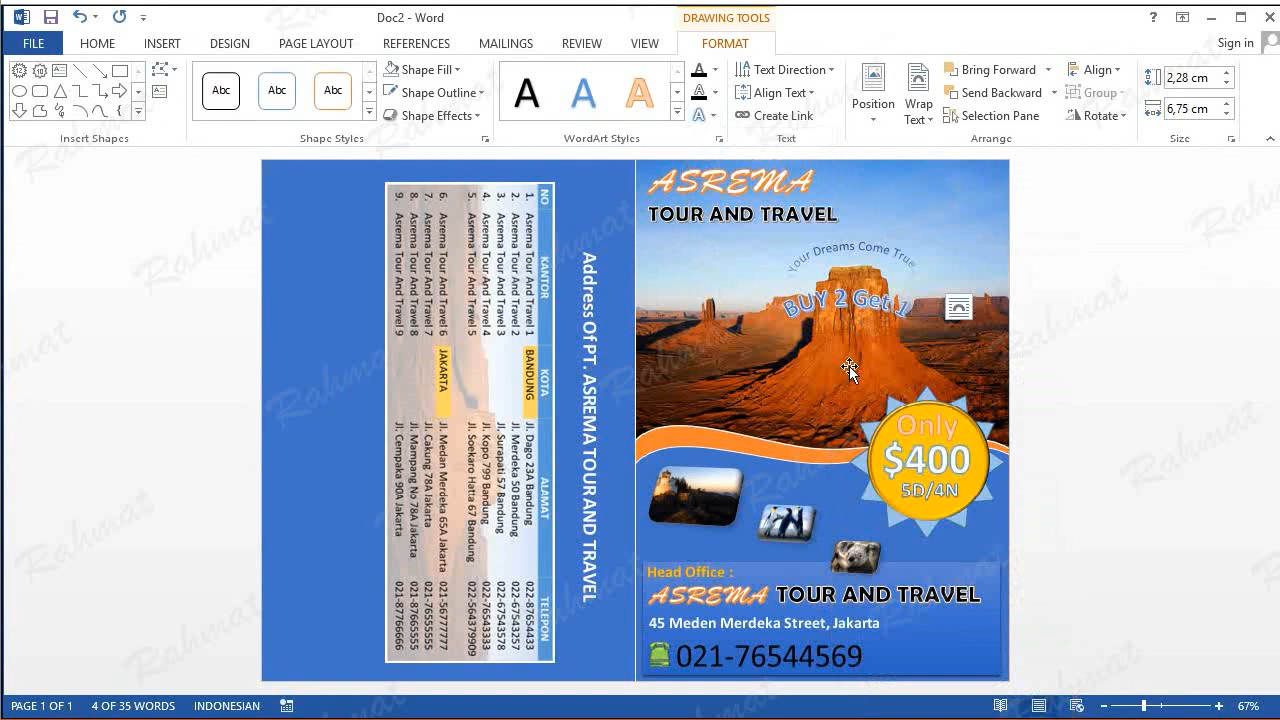 Doc2 - Word
DRAWING TOOLS
?
FILE
HOME
INSERT
DESIGN
PAGE LAYOUT
REFERENCES
MAILINGS
REVIEW
VIEW
FORMAT
Sign in
Abc
Abc
Abc
Shape Fill
Shape Outline
Shape Effects
A
A
A
Text Direction
Align Text
Create Link
Position
Wrap
Text
Bring Forward
Send Backward
Selection Pane
Align
Group
Rotate
2,28 cm
6,75 cm
Insert Shapes
Shape Styles
WordArt Styles
Text
Arrange
Size
Address Of PT. ASREMA TOUR AND TRAVEL
NO KANTOR KOTA ALAMAT TELEPON
1. Asrema Tour And Travel 1 BANDUNG Jl. Dago 23A Bandung 022-87654433
2. Asrema Tour And Travel 2 Jl. Merdeka 50 Bandung 022-67543257
3. Asrema Tour And Travel 3 Jl. Surapati 57 Bandung 022-67543578
4. Asrema Tour And Travel 4 Jl. Kopo 799 Bandung 022-76543333
5. Asrema Tour And Travel 5 Jl. Soekaro Hatta 67 Bandung 022-564379909
6. Asrema Tour And Travel 6 JAKARTA Jl. Medan Merdeka 65A Jakarta 021-56777777
7. Asrema Tour And Travel 7 Jl. Cakung 78A Jakarta 021-76555555
8. Asrema Tour And Travel 8 Jl. Mampang No 78A Jakarta 021-8765555
9. Asrema Tour And Travel 9 Jl. Cempaka 90A Jakarta 021-87766666
ASREMA
TOUR AND TRAVEL
Your Dreams Come True
BUY 2 Get 1
Only
$400
5D/4N
Head Office :
ASREMA TOUR AND TRAVEL
45 Meden Merdeka Street, Jakarta
021-76544569
PAGE 1 OF 1
4 OF 35 WORDS
INDONESIAN
67%
Rahmat